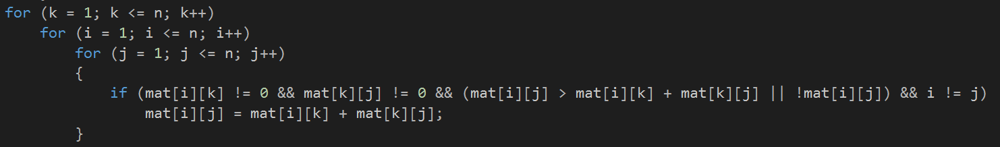 for (k = 1; k <= n; k++)
for (i = 1; i <= n; i++)
for (j = 1; j <= n; j++)
{
if (mat[i][k] != 0 && mat[k][j] != 0 && (mat[i][j] > mat[i][k] + mat[k][j] || !mat[i][j]) && i != j)
mat[i][j] = mat[i][k] + mat[k][j];
}